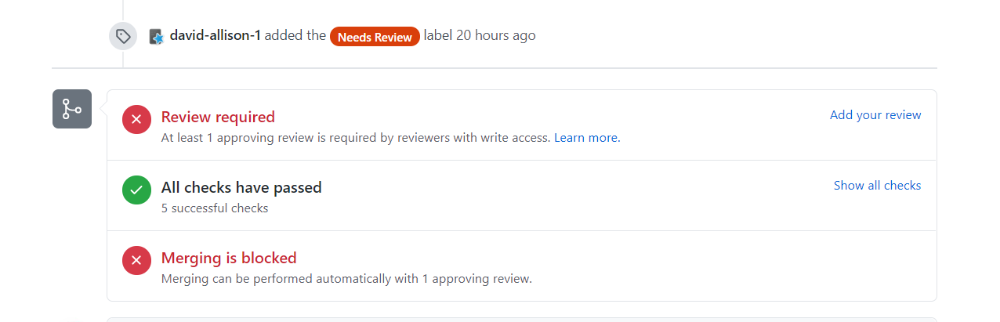 david-allison-1 added the Needs Review label 20 hours ago
Review required
Add your review
At least 1 approving review is required by reviewers with write access. Learn more.
All checks have passed
Show all checks
5 successful checks
Merging is blocked
Merging can be performed automatically with 1 approving review.